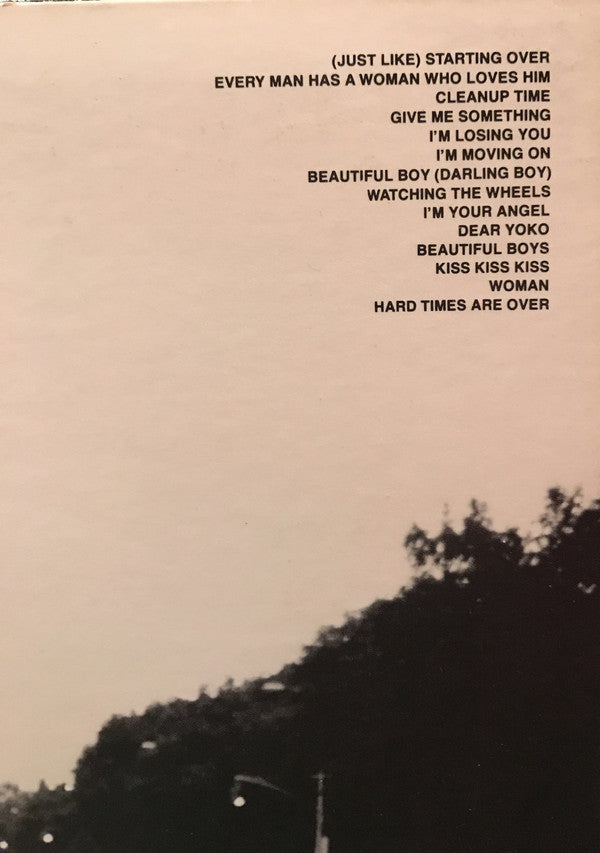 (JUST LIKE) STARTING OVER
EVERY MAN HAS A WOMAN WHO LOVES HIM
CLEANUP TIME
GIVE ME SOMETHING
I'M LOSING YOU
I'M MOVING ON
BEAUTIFUL BOY (DARLING BOY)
WATCHING THE WHEELS
I'M YOUR ANGEL
DEAR YOKO
BEAUTIFUL BOYS
KISS KISS KISS
WOMAN
HARD TIMES ARE OVER